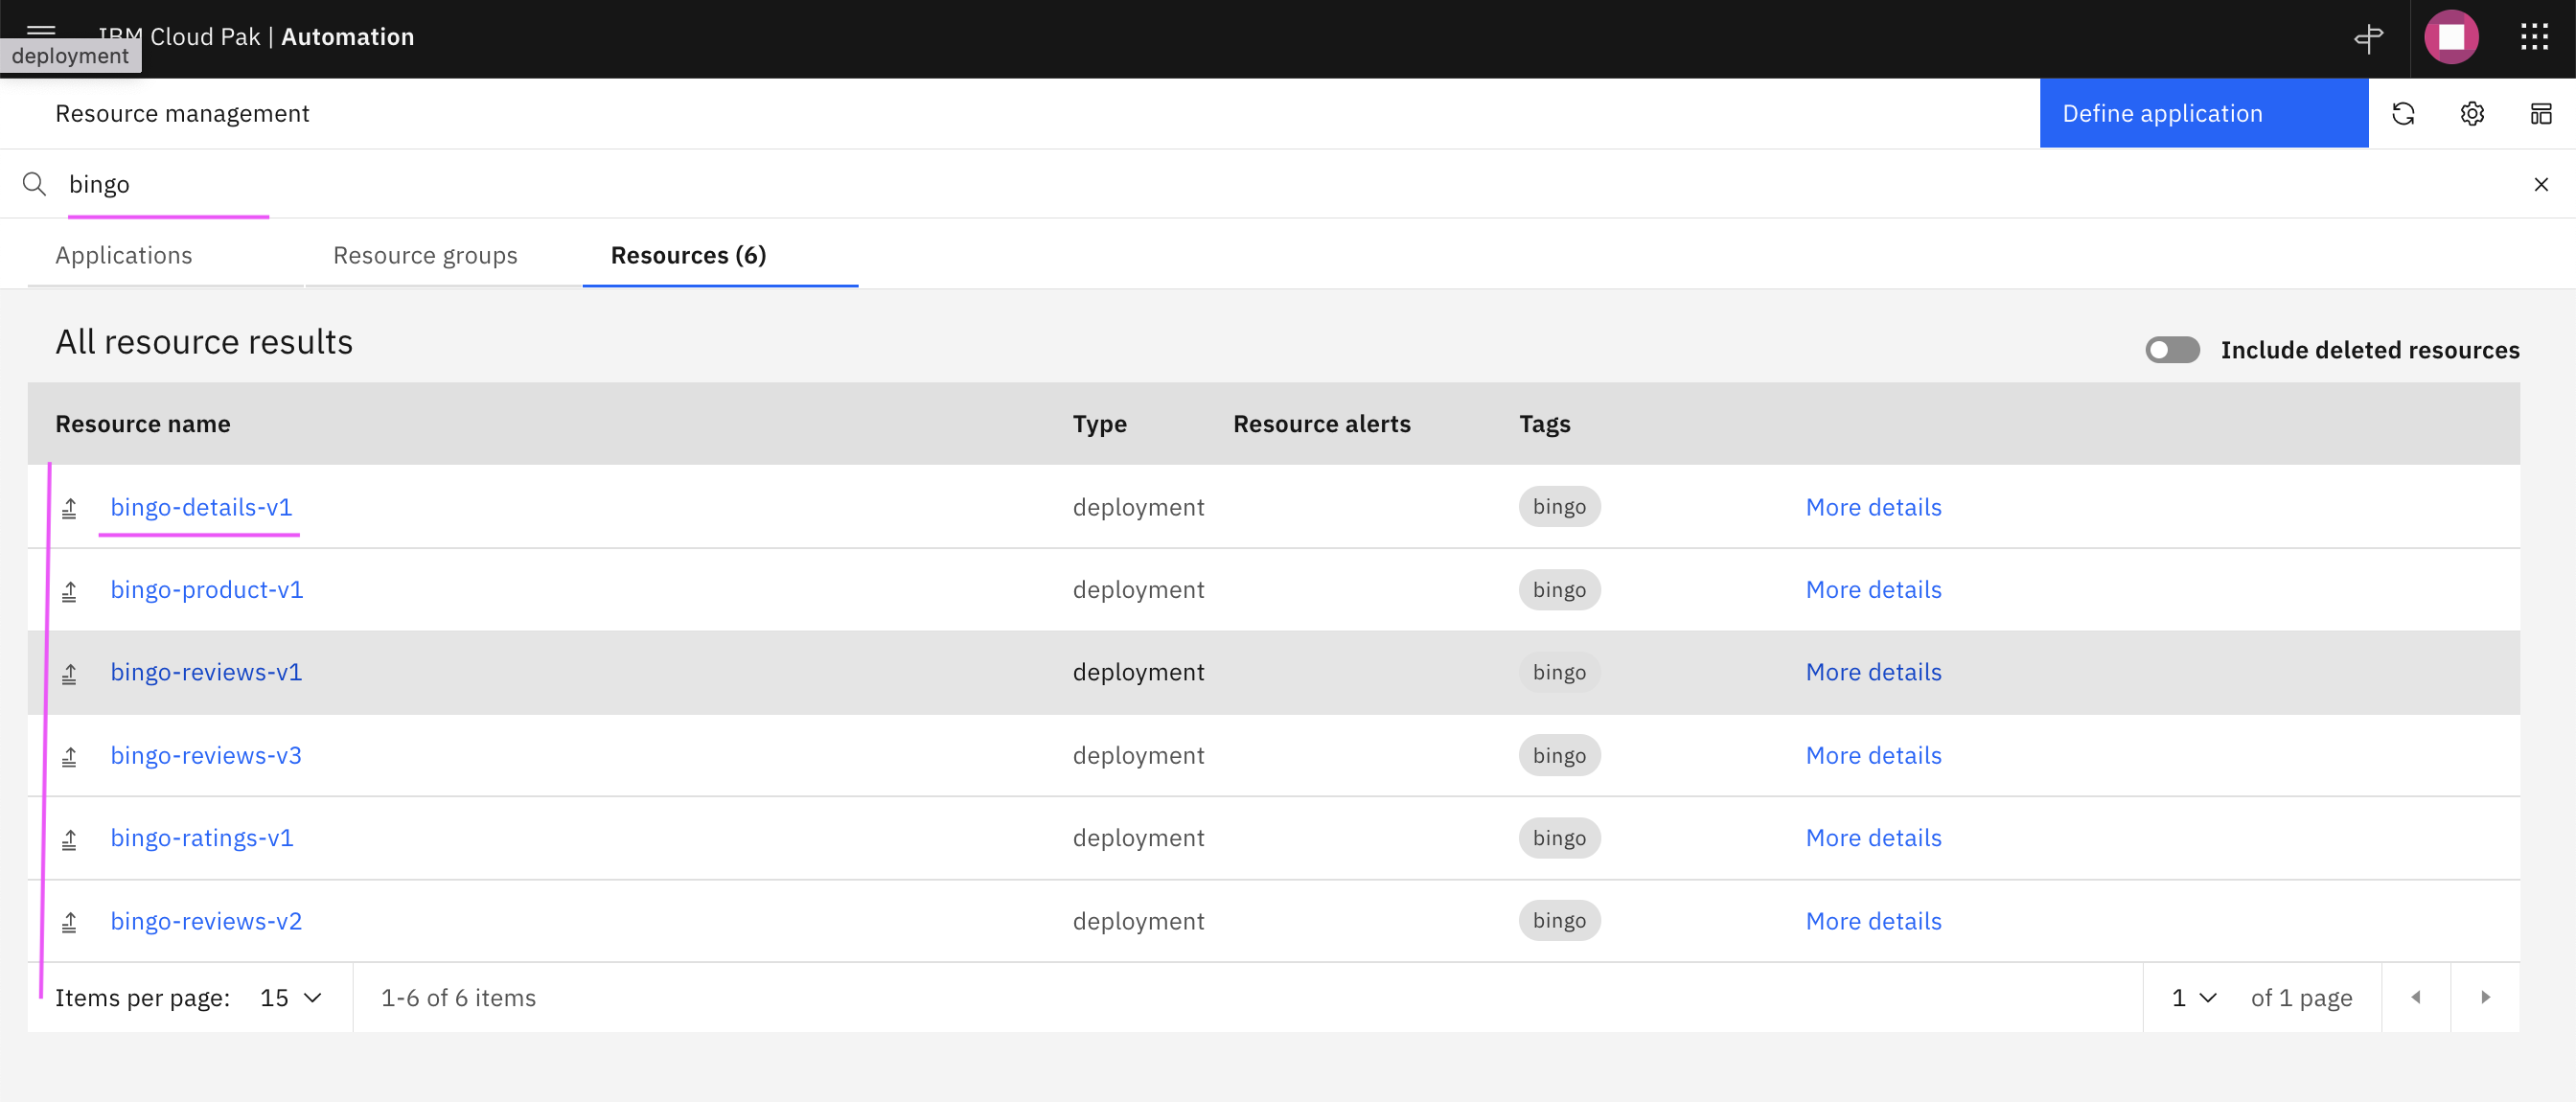 IBM Cloud Pak | Automation
deployment
Resource management
Define application
bingo
Applications
Resource groups
Resources (6)
All resource results
Include deleted resources
Resource name Type Resource alerts Tags
bingo-details-v1 deployment bingo More details
bingo-product-v1 deployment bingo More details
bingo-reviews-v1 deployment bingo More details
bingo-reviews-v3 deployment bingo More details
bingo-ratings-v1 deployment bingo More details
bingo-reviews-v2 deployment bingo More details
Items per page: 15 1-6 of 6 items 1 of 1 page